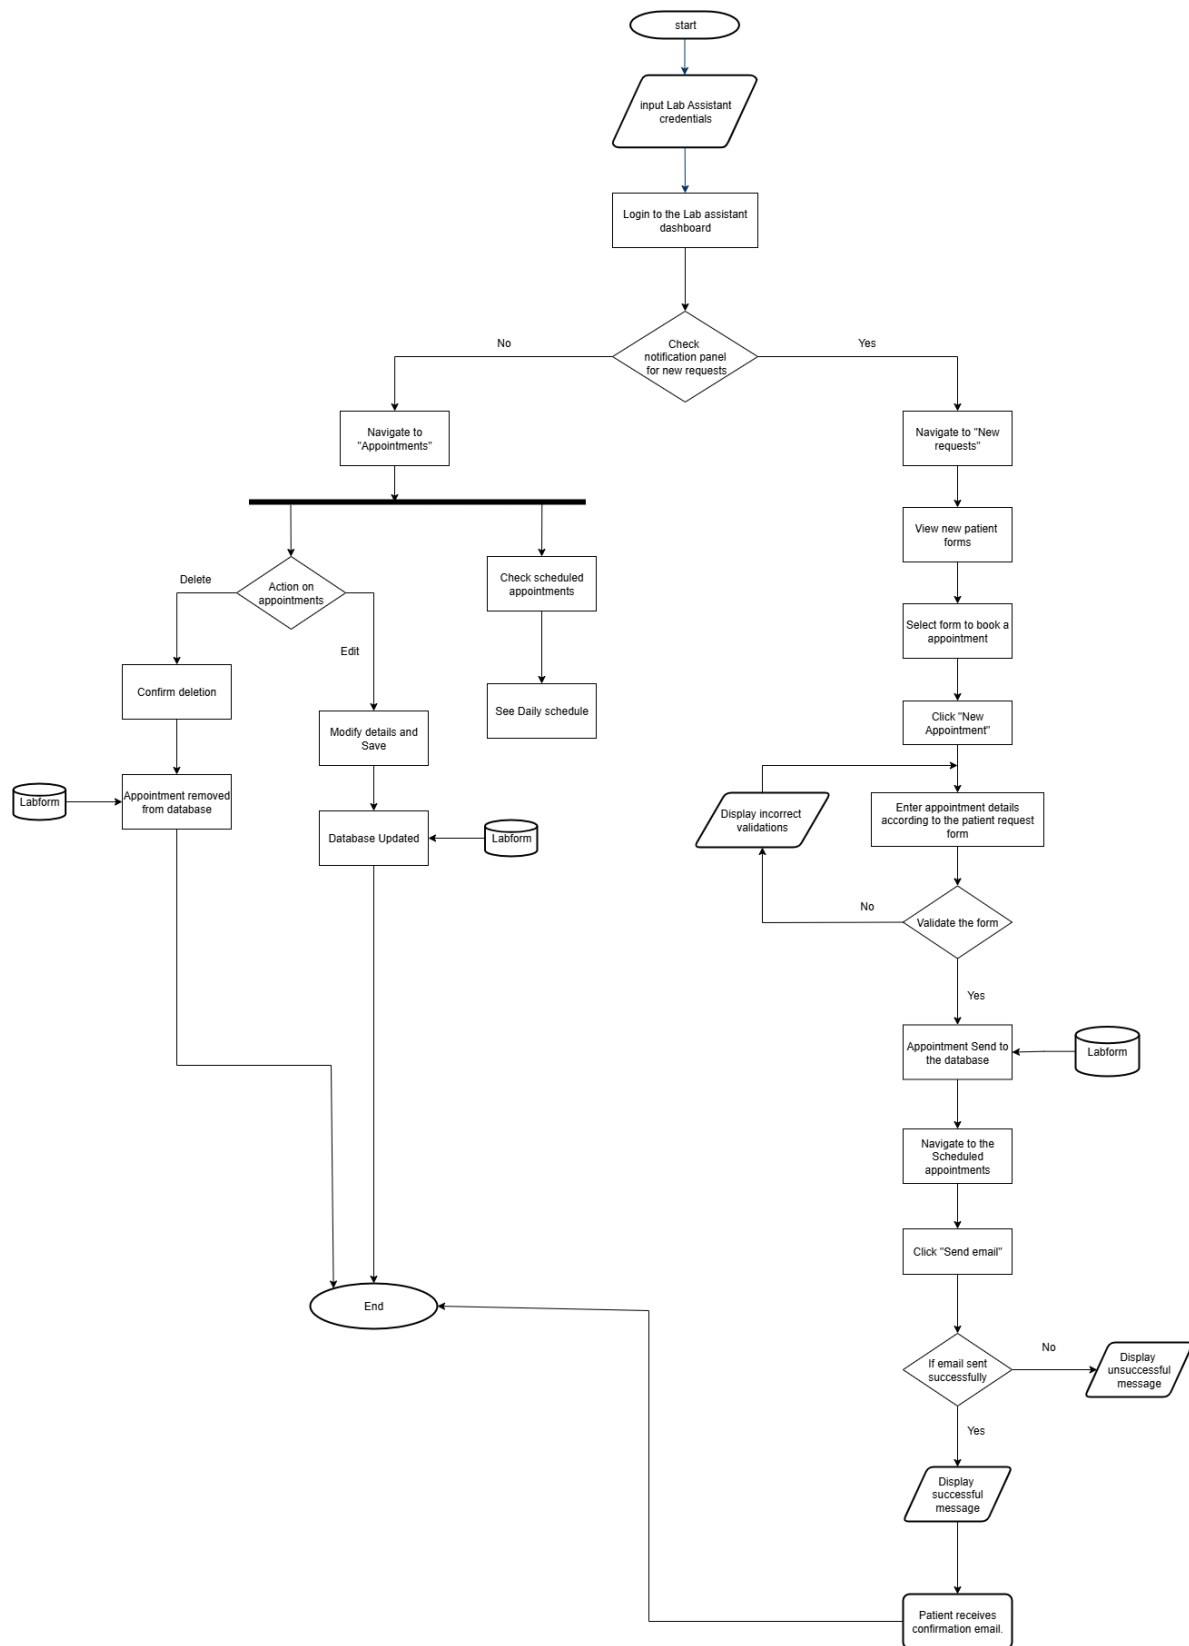 start
input Lab Assistant
credentials
Login to the Lab assistant
dashboard
Check
notification panel
for new requests
No
Yes
Navigate to
"Appointments"
Navigate to "New
requests"
View new patient
forms
Action on
appointments
Delete
Edit
Check scheduled
appointments
Select form to book a
appointment
Confirm deletion
See Daily schedule
Modify details and
Save
Click "New
Appointment"
Labform
Appointment removed
from database
Display incorrect
validations
Enter appointment details
according to the patient request
form
Database Updated
Labform
No
Validate the form
Yes
Appointment Send to
the database
Labform
Navigate to the
Scheduled
appointments
Click "Send email"
End
If email sent
successfully
No
Display
unsuccessful
message
Yes
Display
successful
message
Patient receives
confirmation email.